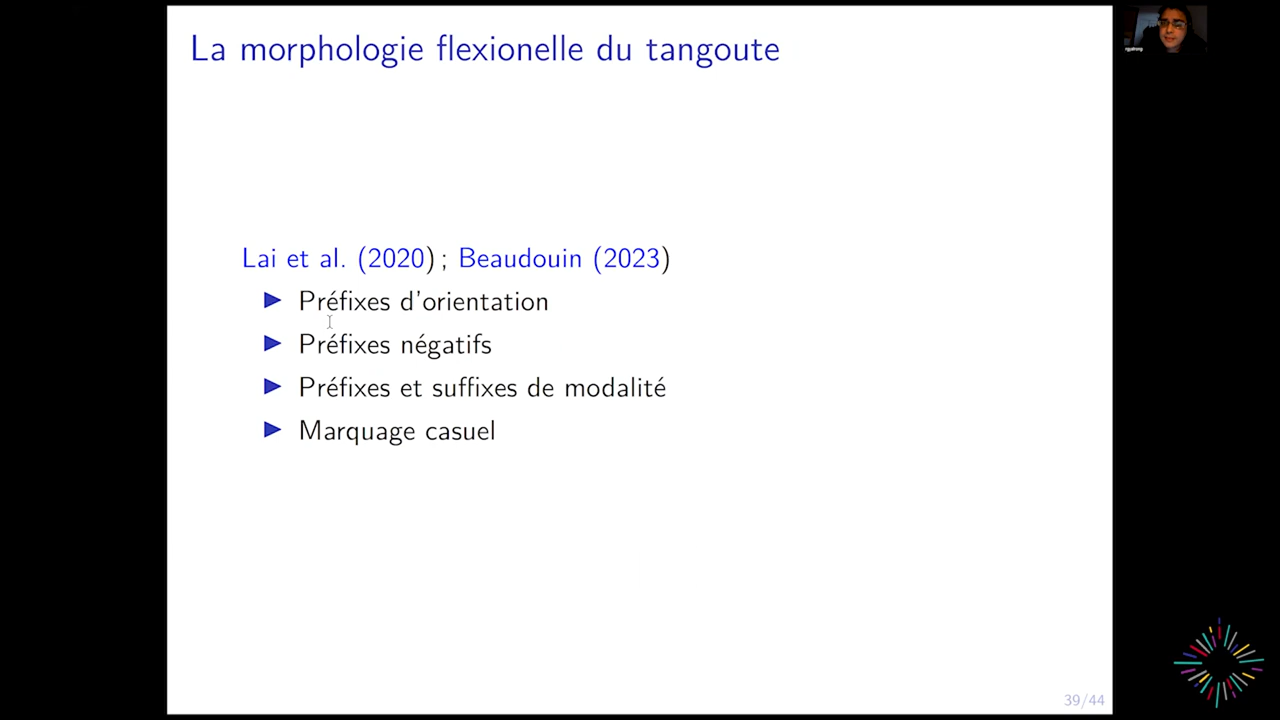 La morphologie flexionelle du tangoute
Lai et al. (2020) ; Beaudouin (2023)
▶ Préfixes d'orientation
▶ Préfixes négatifs
▶ Préfixes et suffixes de modalité
▶ Marquage casuel
39/44